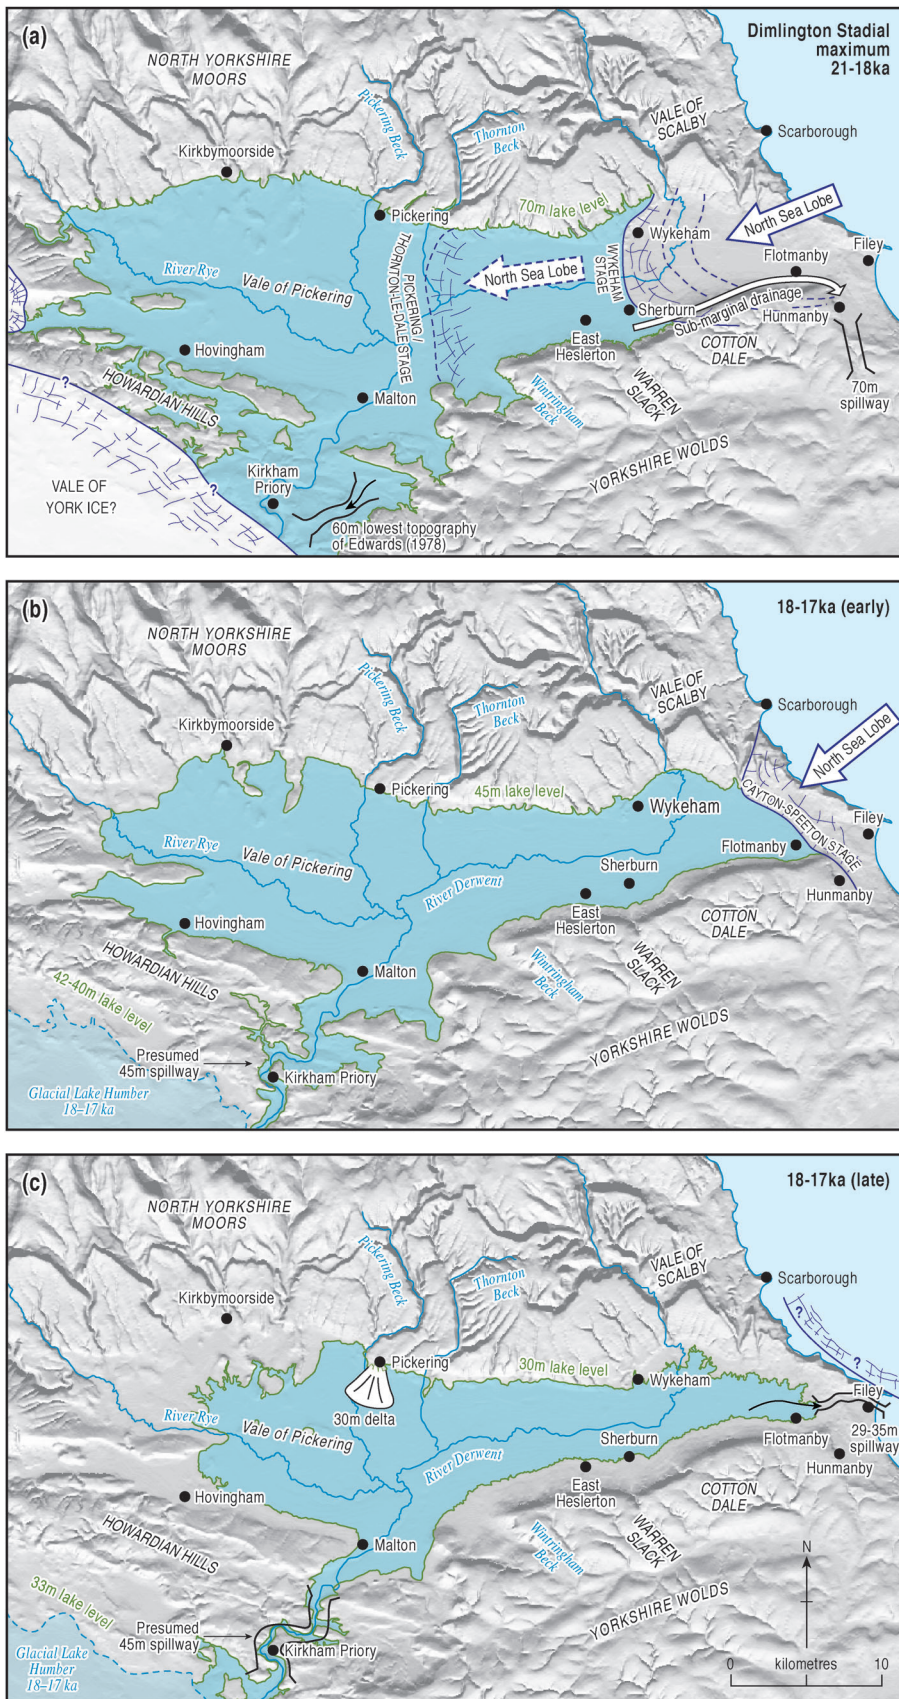 (a)
Dimlington Stadial
maximum
21-18ka
NORTH YORKSHIRE
MOORS
Pickering Beck
Thornton
Beck
VALE OF
SCALBY
Scarborough
Kirkbymoorside
Pickering
70m lake level
Wykeham
North Sea Lobe
Filey
Flotmanby
River Rye
Vale of Pickering
PICKERING /
THORNTON-LE-DALE STAGE
North Sea Lobe
WYKEHAM
STAGE
Sherburn
Sub-marginal drainage
Hunmanby
East
Heslerton
COTTON
DALE
Hovingham
HOWARDIAN HILLS
Malton
Wintringham
Beck
WARREN
SLACK
70m
spillway
?
?
VALE OF
YORK ICE?
Kirkham
Priory
YORKSHIRE WOLDS
60m lowest topography
of Edwards (1978)
(b)
18-17ka (early)
NORTH YORKSHIRE
MOORS
Pickering Beck
Thornton
Beck
VALE OF
SCALBY
Scarborough
Kirkbymoorside
North Sea Lobe
Pickering
45m lake level
Wykeham
CAYTON-SPEETON STAGE
Filey
River Rye
Vale of Pickering
Flotmanby
River Derwent
Sherburn
Hunmanby
East
Heslerton
COTTON
DALE
Hovingham
HOWARDIAN HILLS
Malton
Wintringham
Beck
WARREN
SLACK
42-40m lake level
YORKSHIRE WOLDS
Presumed
45m spillway
Kirkham Priory
Glacial Lake Humber
18–17 ka
(c)
18-17ka (late)
NORTH YORKSHIRE
MOORS
Pickering Beck
Thornton
Beck
VALE OF
SCALBY
Scarborough
Kirkbymoorside
?
?
Pickering
30m lake level
Wykeham
Filey
30m delta
River Rye
Vale of Pickering
Flotmanby
29-35m
spillway
River Derwent
Sherburn
Hunmanby
East
Heslerton
COTTON
DALE
Hovingham
HOWARDIAN HILLS
Malton
Wintringham
Beck
WARREN
SLACK
N
33m lake level
YORKSHIRE WOLDS
Presumed
45m spillway
Kirkham Priory
Glacial Lake
Humber
18–17 ka
0 kilometres 10